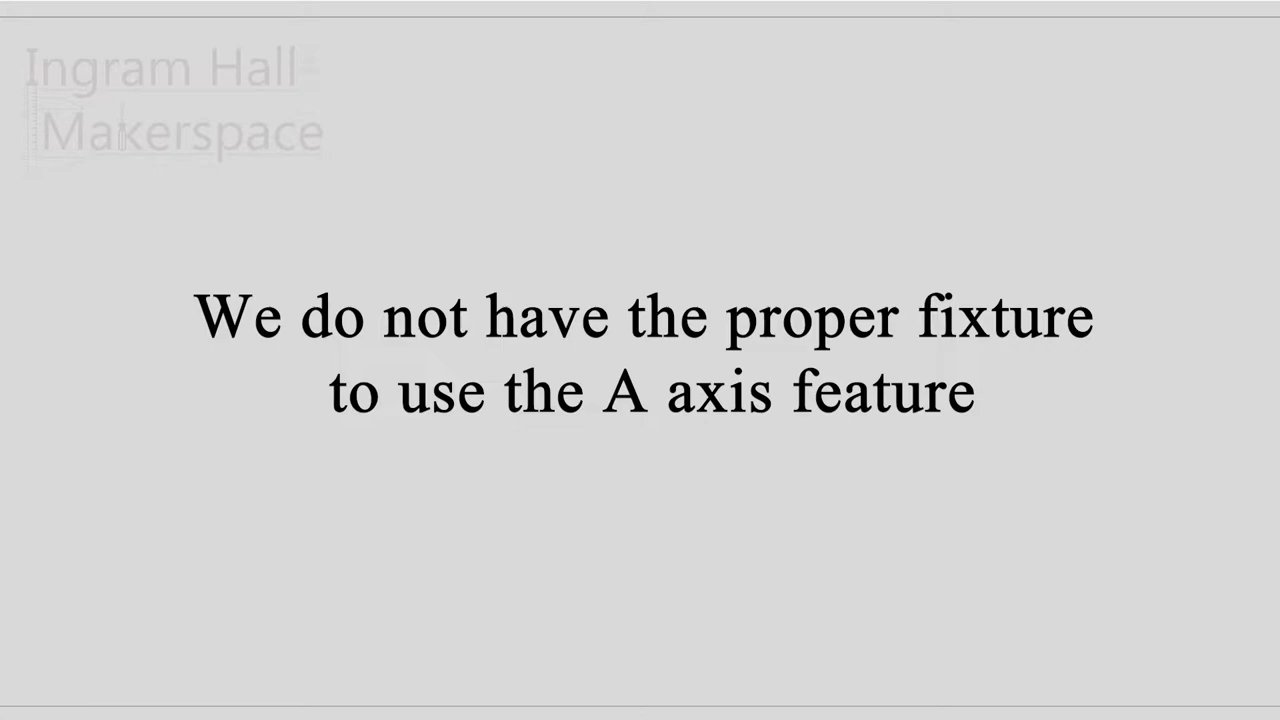 Ingram Hall
Makerspace
We do not have the proper fixture
to use the A axis feature